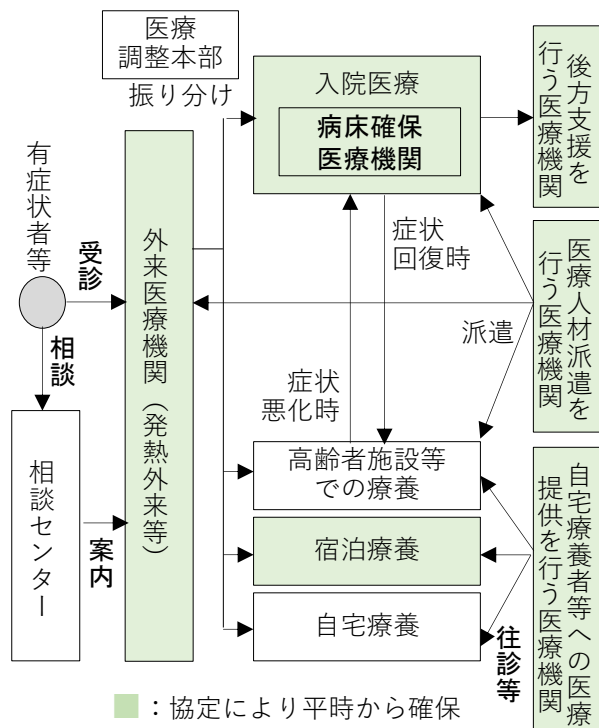 医療
調整本部
振り分け
入院医療
病床確保
医療機関
後方支援を
行う医療機関
有症状者等
受診
相談
外来医療機関（発熱外来等）
症状
回復時
医療人材派遣を
行う医療機関
派遣
症状
悪化時
相談センター
案内
高齢者施設等
での療養
宿泊療養
自宅療養
往診等
自宅療養者等への医療
提供を行う医療機関
：協定により平時から確保